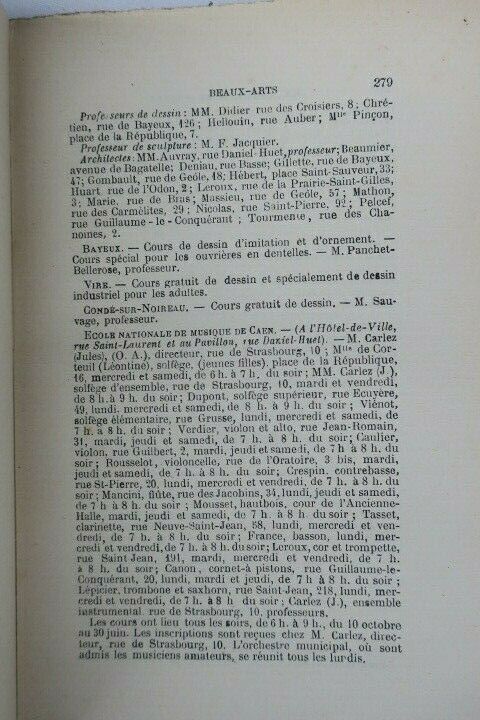 BEAUX-ARTS 279
Professeurs de dessin : MM. Didier rue des Croisiers, 8 ; Chré-
tien, rue de Bayeux, 126 ; Hellouin, rue Auber ; Mlle Pinçon,
place de la République, 7.
Professeur de sculpture : M. F. Jacquier.
Architectes : MM. Auvray, rue Daniel-Huet, professeur ; Beaumier,
avenue de Bagatelle ; Deniau, rue Basse ; Gillette, rue de Bayeux,
47 ; Gombault, rue de Geôle, 18 ; Hébert, place Saint-Sauveur, 33 ;
Huart rue de l'Odon, 2 ; Leroux, rue de la Prairie-Saint-Gilles,
3 ; Marie, rue de Bras ; Massieu, rue de Geôle, 57 ; Mathon,
rue des Carmélites, 29 ; Nicolas, rue Saint-Pierre, 92 ; Pelcef,
rue Guillaume-le-Conquérant ; Tourmente, rue des Cha-
noines, 2.
BAYEUX. — Cours de dessin d'imitation et d'ornement. —
Cours spécial pour les ouvrières en dentelles. — M. Panchet-
Bellerose, professeur.
VIRE. — Cours gratuit de dessin et spécialement de dessin
industriel pour les adultes.
CONDÉ-SUR-NOIREAU. — Cours gratuit de dessin. — M. Sau-
vage, professeur.
ECOLE NATIONALE DE MUSIQUE DE CAEN. — (A l'Hôtel-de-Ville,
rue Saint-Laurent et au Pavillon, rue Daniel-Huet). — M. Carlez
(Jules), (O. A.), directeur, rue de Strasbourg, 10 ; Mlle de Cor-
teuil (Léontine), solfège, (jeunes filles), place de la République,
16, mercredi et samedi, de 6 h. à 7 h. du soir ; MM. Carlez (J.),
solfège d'ensemble, rue de Strasbourg, 10, mardi et vendredi,
de 8 h. à 9 h. du soir ; Dupont, solfège supérieur, rue Ecuyère,
49, lundi, mercredi et samedi, de 8 h. à 9 h. du soir ; Viénot,
solfège élémentaire, rue Grusse, lundi, mercredi et samedi, de
7 h. à 8 h. du soir ; Verdier, violon et alto, rue Jean-Romain,
31, mardi, jeudi et samedi, de 7 h. à 8 h. du soir ; Caulier,
violon, rue Guilbert, 2, mardi, jeudi et samedi, de 7 h à 8 h. du
soir ; Rousselot, violoncelle, rue de l'Oratoire, 3 bis, mardi,
jeudi et samedi, de 7 h. à 8 h. du soir ; Crespin, contrebasse,
rue St-Pierre, 20, lundi, mercredi et vendredi, de 7 h. à 8 h. du
soir ; Mancini, flûte, rue des Jacobins, 34, lundi, jeudi et samedi,
de 7 h à 8 h. du soir ; Mousset, hautbois, cour de l'Ancienne-
Halle, mardi, jeudi et samedi, de 7 h. à 8 h. du soir ; Tasset,
clarinette, rue Neuve-Saint-Jean, 58, lundi, mercredi et ven-
dredi, de 7 h. à 8 h. du soir ; France, basson, lundi, mer-
credi et vendredi, de 7 h. à 8 h. du soir ; Leroux, cor et trompette,
rue Saint Jean, 191, mardi, mercredi et vendredi, de 7 h.
à 8 h. du soir ; Canon, cornet-à pistons, rue Guillaume-le-
Conquérant, 20, lundi, mardi et jeudi, de 7 h. à 8 h. du soir ;
Lépicier, trombone et saxhorn, rue Saint-Jean, 218, lundi, mer-
credi et vendredi, de 7 h. à 8 h du soir ; Carlez (J.), ensemble
instrumental rue de Strasbourg, 10, professeurs.
Les cours ont lieu tous les soirs, de 6 h. à 9 h., du 10 octobre
au 30 juin. Les inscriptions sont reçues chez M. Carlez, direc-
teur, rue de Strasbourg, 10. L'orchestre municipal, où sont
admis les musiciens amateurs, se réunit tous les lundis.